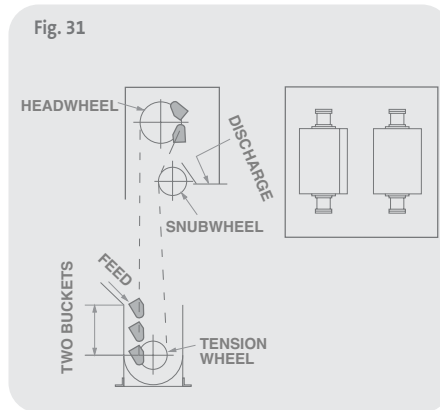 Fig. 31
HEADWHEEL
DISCHARGE
SNUBWHEEL
FEED
TWO BUCKETS
TENSION
WHEEL